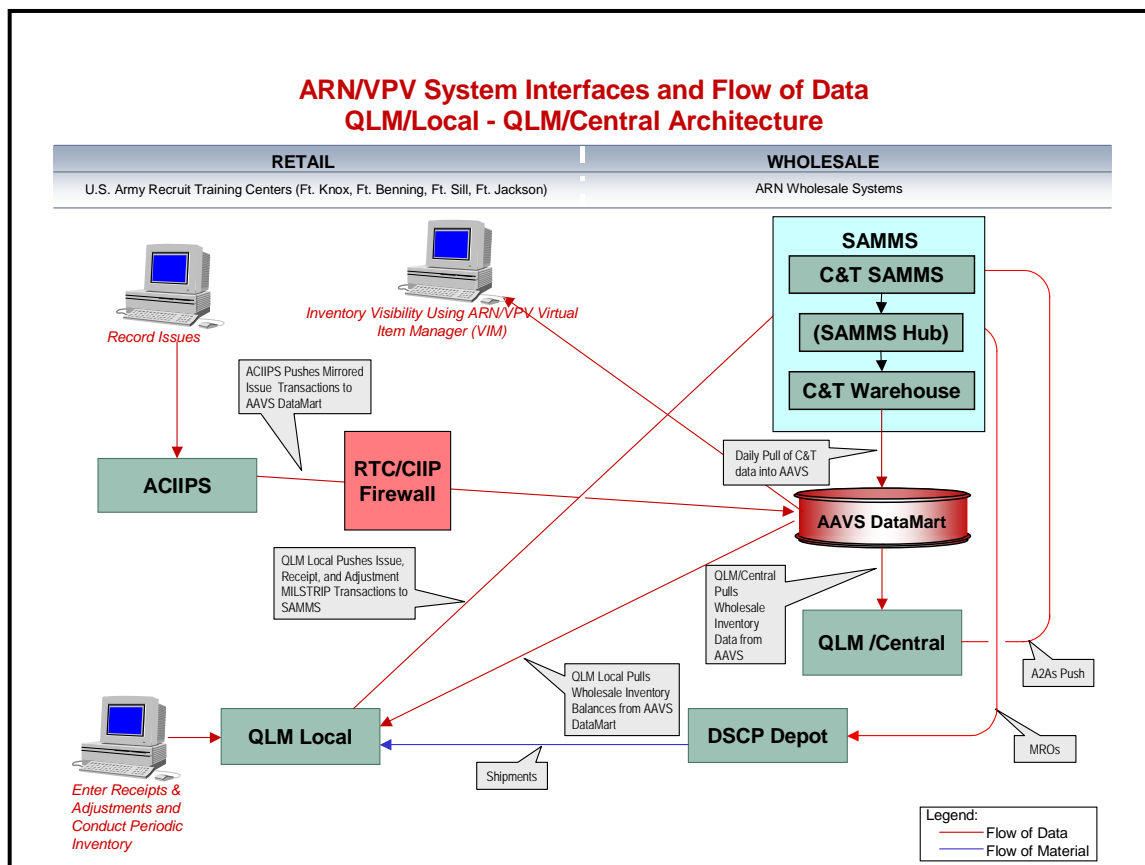 ARN/VPV System Interfaces and Flow of Data
QLM/Local - QLM/Central Architecture
RETAIL
WHOLESALE
U.S. Army Recruit Training Centers (Ft. Knox, Ft. Benning, Ft. Sill, Ft. Jackson)
ARN Wholesale Systems
SAMMS
C&T SAMMS
(SAMMS Hub)
C&T Warehouse
Record Issues
Inventory Visibility Using ARN/VPV Virtual
Item Manager (VIM)
ACIIPS Pushes Mirrored
Issue Transactions to
AAVS DataMart
ACIIPS
RTC/CIIP
Firewall
Daily Pull of C&T
data into AAVS
AAVS DataMart
QLM Local Pushes Issue,
Receipt, and Adjustment
MILSTRIP Transactions to
SAMMS
QLM/Central
Pulls
Wholesale
Inventory
Data from
AAVS
QLM /Central
A2As Push
QLM Local Pulls
Wholesale Inventory
Balances from AAVS
DataMart
QLM Local
DSCP Depot
MROs
Shipments
Enter Receipts &
Adjustments and
Conduct Periodic
Inventory
Legend:
Flow of Data
Flow of Material